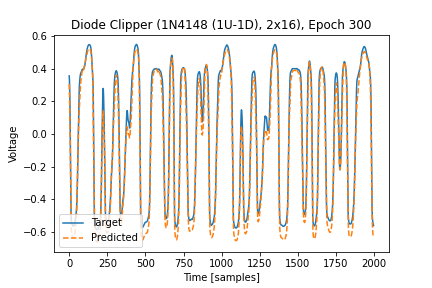 Diode Clipper (1N4148 (1U-1D), 2x16), Epoch 300
Voltage
0.6
0.4
0.2
0.0
−0.2
−0.4
−0.6
Target
Predicted
0 250 500 750 1000 1250 1500 1750 2000
Time [samples]